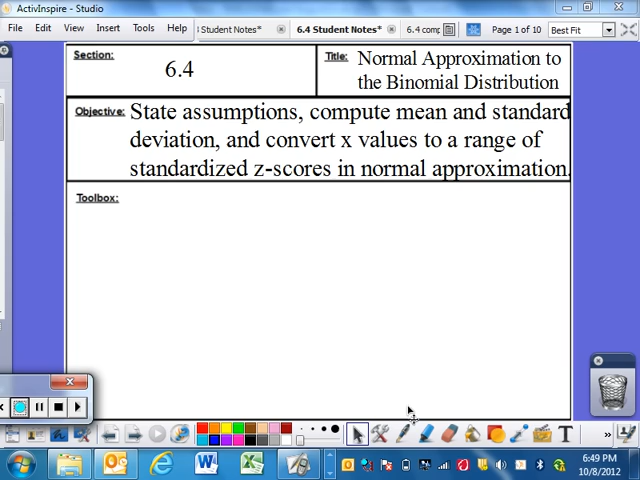 ActivInspire - Studio
File Edit View Insert Tools
Student Notes*
6.4 Student Notes*
6.4 comp
Page 1 of 10
Best Fit
Section:
6.4
Title:
Normal Approximation to
the Binomial Distribution
Objective:
State assumptions, compute mean and standard
deviation, and convert x values to a range of
standardized z-scores in normal approximation.
Toolbox:
6:49 PM
10/8/2012